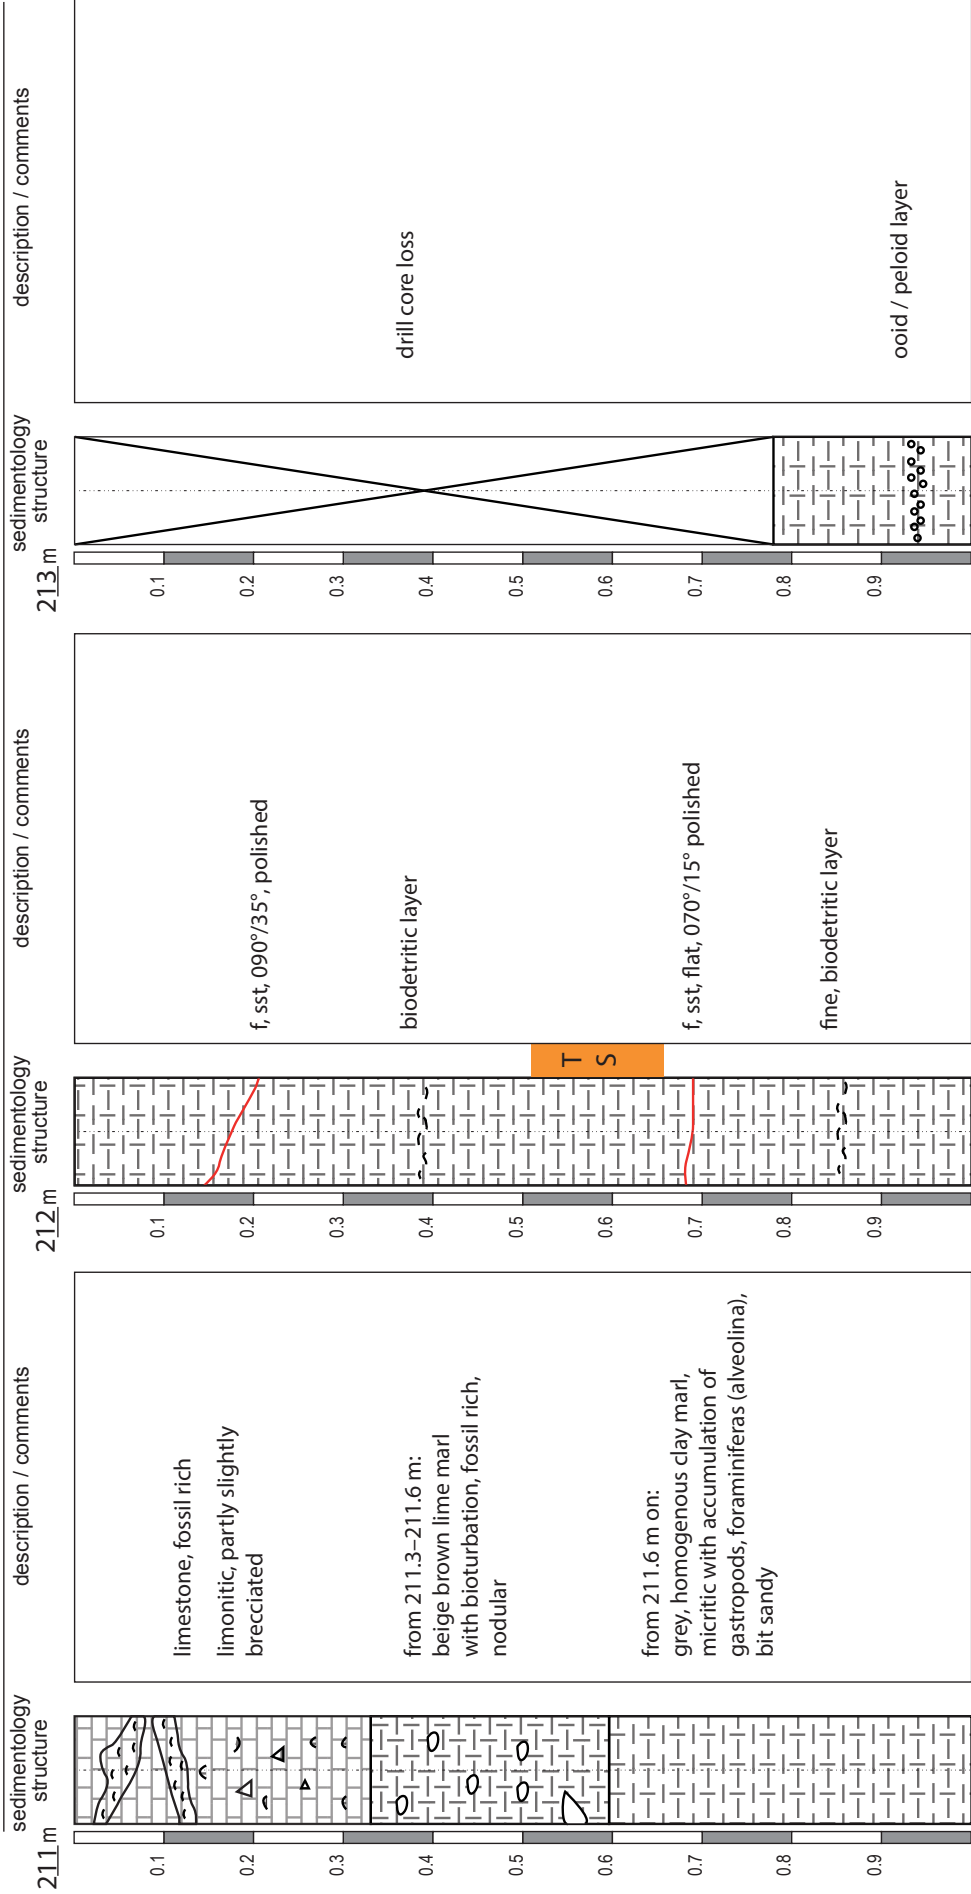 211 m
sedimentology
structure
description / comments
0.1
0.2
0.3
0.4
0.5
0.6
0.7
0.8
0.9
limestone, fossil rich
limonitic, partly slightly
brecciated
from 211.3–211.6 m:
beige brown lime marl
with bioturbation, fossil rich,
nodular
from 211.6 m on:
grey, homogenous clay marl,
micritic with accumulation of
gastropods, foraminiferas (alveolina),
bit sandy
212 m
sedimentology
structure
description / comments
0.1
0.2
0.3
0.4
0.5
0.6
0.7
0.8
0.9
f, sst, 090°/35°, polished
biodetritic layer
T
S
f, sst, flat, 070°/15° polished
fine, biodetritic layer
213 m
sedimentology
structure
description / comments
0.1
0.2
0.3
0.4
0.5
0.6
0.7
0.8
0.9
drill core loss
ooid / peloid layer